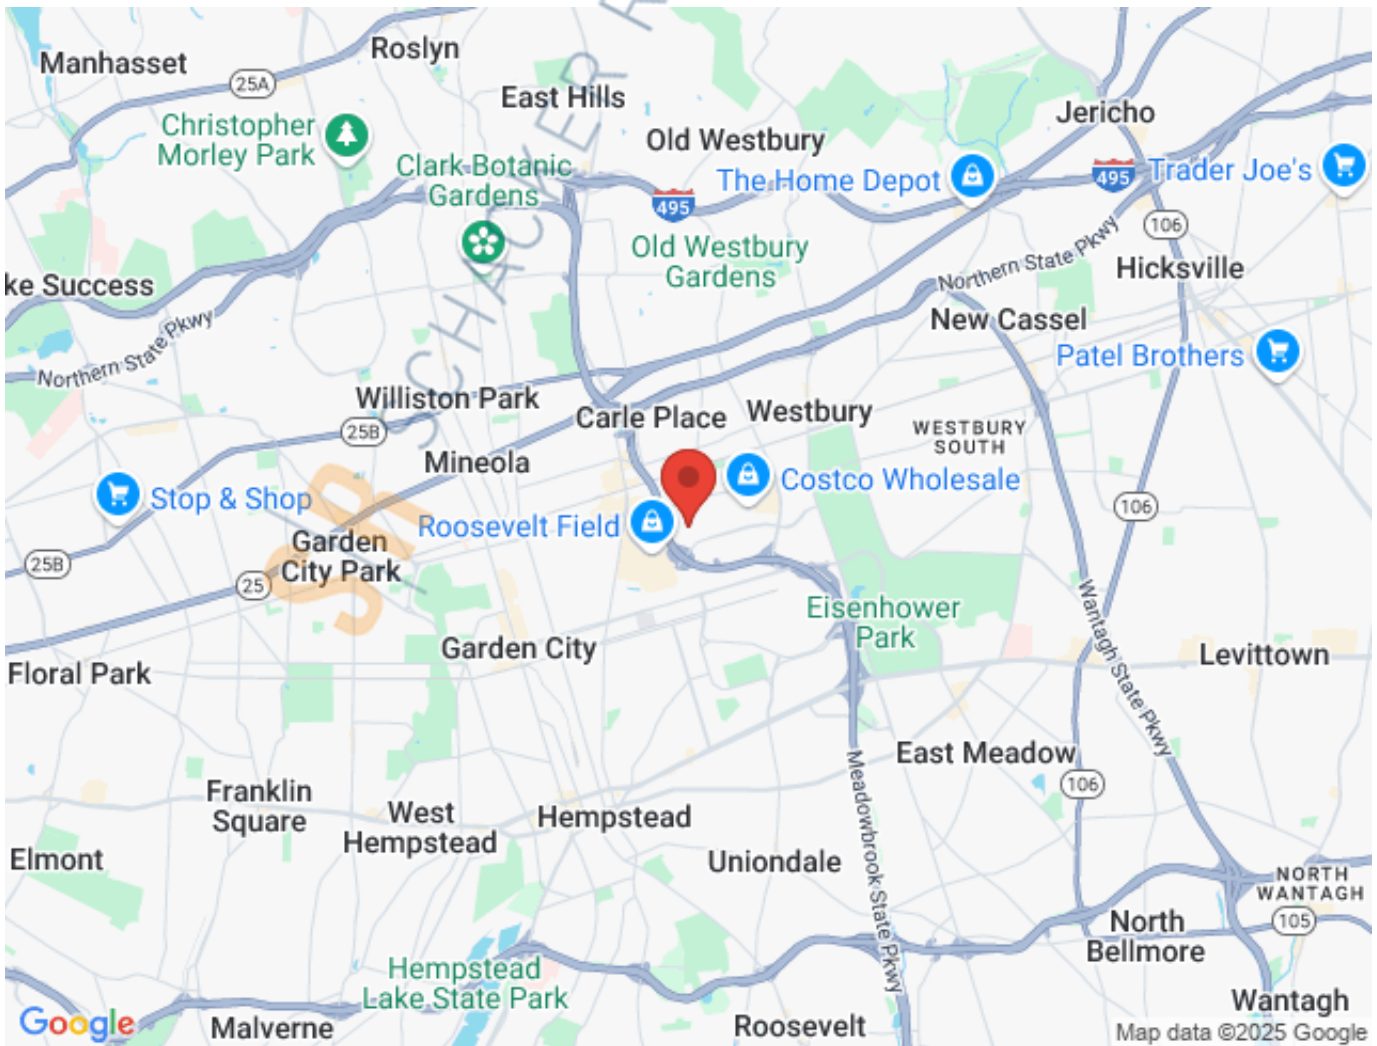 Manhasset
Roslyn
25A
East Hills
Christopher
Morley Park
Jericho
Old Westbury
Clark Botanic
Gardens
The Home Depot
495
Trader Joe's
495
106
Old Westbury
Gardens
Northern State Pkwy
Hicksville
ke Success
New Cassel
Northern State Pkwy
Patel Brothers
Williston Park
Carle Place
Westbury
25B
WESTBURY
SOUTH
Mineola
Costco Wholesale
Stop & Shop
106
Roosevelt Field
Garden
City Park
25B
25
Eisenhower
Park
Wantagh State Pkwy
Garden City
Levittown
Floral Park
East Meadow
Meadowbrook State Pkwy
106
Franklin
Square
West
Hempstead
Hempstead
Elmont
Uniondale
NORTH
WANTAGH
105
North
Bellmore
Hempstead
Lake State Park
Wantagh
Google
Malverne
Roosevelt
Map data ©2025 Google
SR
SCHACKER R